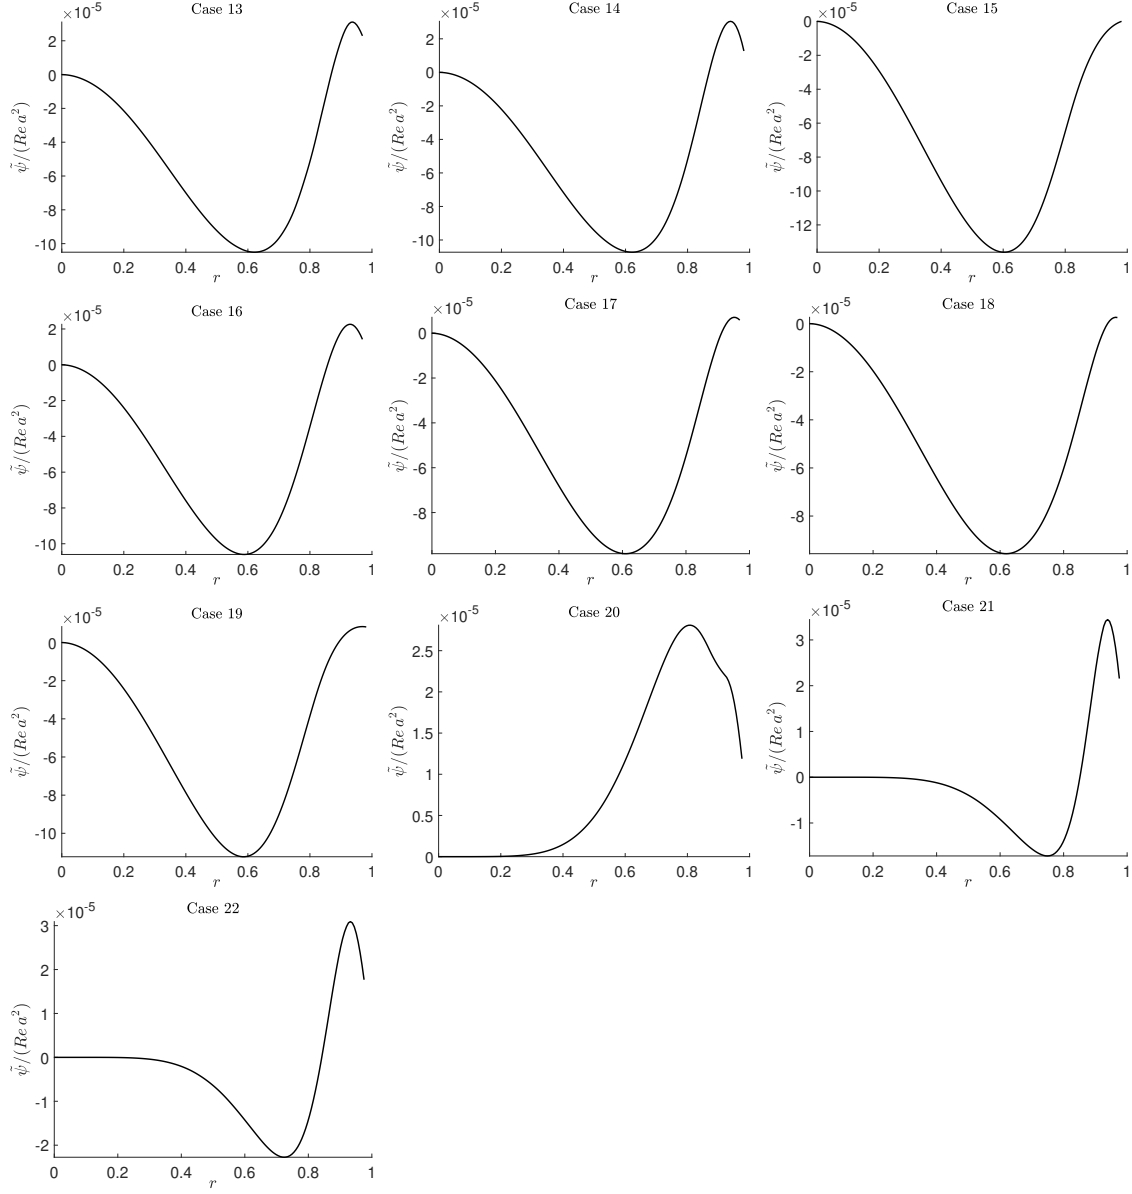 Case 13
×10-5
2
0
-2
-4
-6
-8
-10
ψ̃/(Re a2)
0 0.2 0.4 0.6 0.8 1
r
Case 14
×10-5
2
0
-2
-4
-6
-8
-10
ψ̃/(Re a2)
0 0.2 0.4 0.6 0.8 1
r
Case 15
×10-5
0
-2
-4
-6
-8
-10
-12
ψ̃/(Re a2)
0 0.2 0.4 0.6 0.8 1
r
Case 16
×10-5
2
0
-2
-4
-6
-8
-10
ψ̃/(Re a2)
0 0.2 0.4 0.6 0.8 1
r
Case 17
×10-5
0
-2
-4
-6
-8
ψ̃/(Re a2)
0 0.2 0.4 0.6 0.8 1
r
Case 18
×10-5
0
-2
-4
-6
-8
ψ̃/(Re a2)
0 0.2 0.4 0.6 0.8 1
r
Case 19
×10-5
0
-2
-4
-6
-8
-10
ψ̃/(Re a2)
0 0.2 0.4 0.6 0.8 1
r
Case 20
×10-5
2.5
2
1.5
1
0.5
0
ψ̃/(Re a2)
0 0.2 0.4 0.6 0.8 1
r
Case 21
×10-5
3
2
1
0
-1
ψ̃/(Re a2)
0 0.2 0.4 0.6 0.8 1
r
Case 22
×10-5
3
2
1
0
-1
-2
ψ̃/(Re a2)
0 0.2 0.4 0.6 0.8 1
r